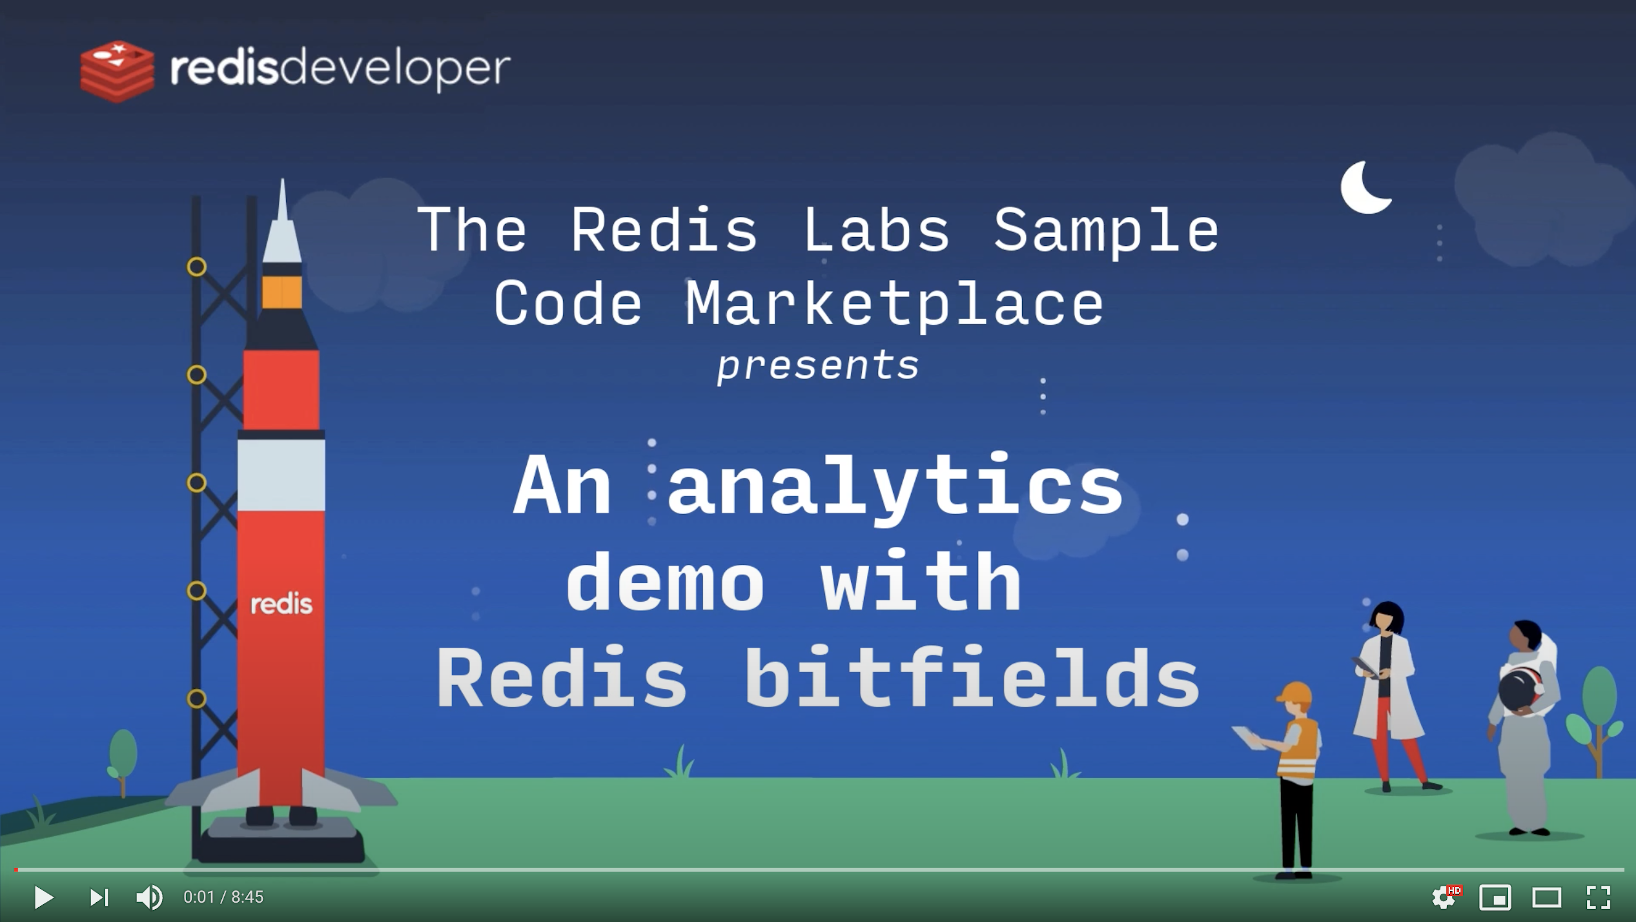 redisdeveloper
The Redis Labs Sample
Code Marketplace
presents
An analytics
demo with
Redis bitfields
redis
0:01 / 8:45
HD